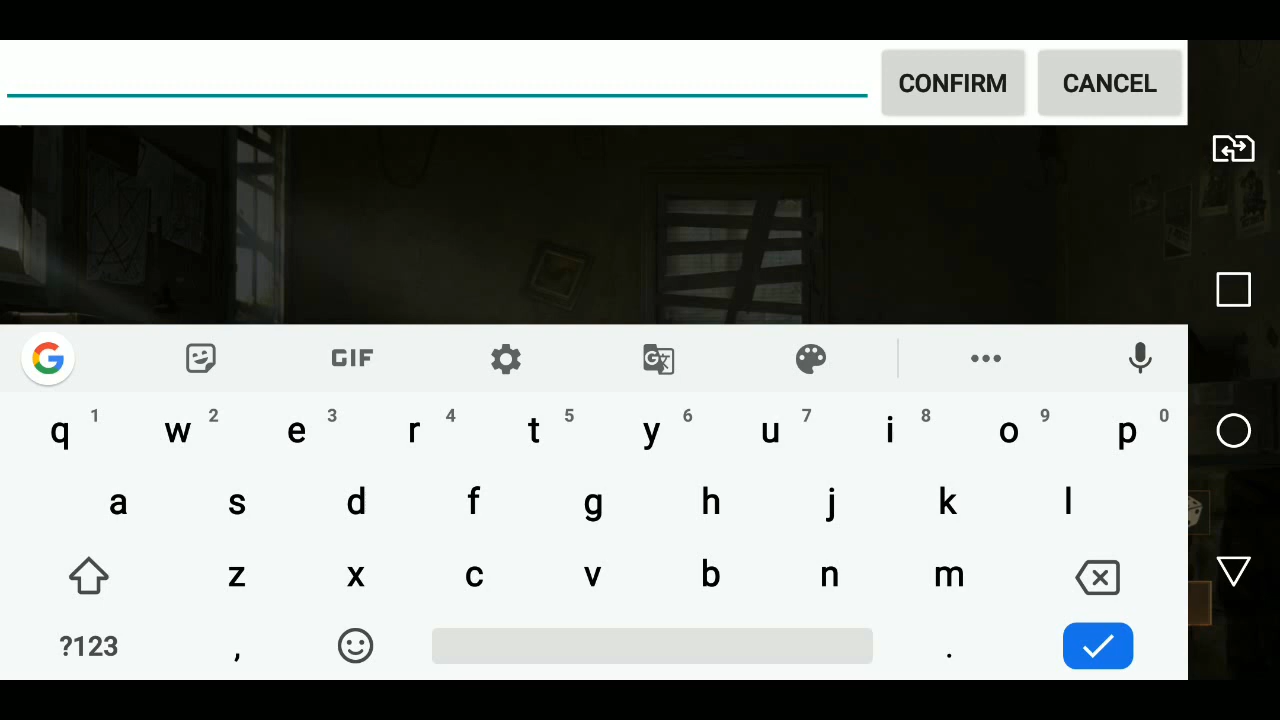 CONFIRM CANCEL
G GIF G
q 1 w 2 e 3 r 4 t 5 y 6 u 7 i 8 o 9 p 0
a s d f g h j k l
z x c v b n m
?123 , .